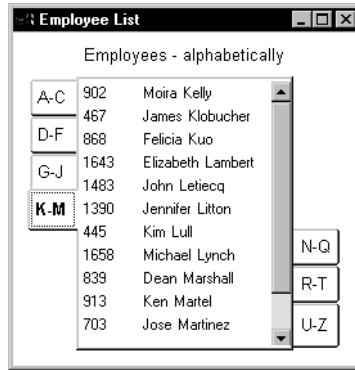 Employee List
Employees - alphabetically
A-C
D-F
G-J
K-M
902 Moira Kelly
467 James Klobucher
868 Felicia Kuo
1643 Elizabeth Lambert
1483 John Letiecq
1390 Jennifer Litton
445 Kim Lull
1658 Michael Lynch
839 Dean Marshall
913 Ken Martel
703 Jose Martinez
N-Q
R-T
U-Z